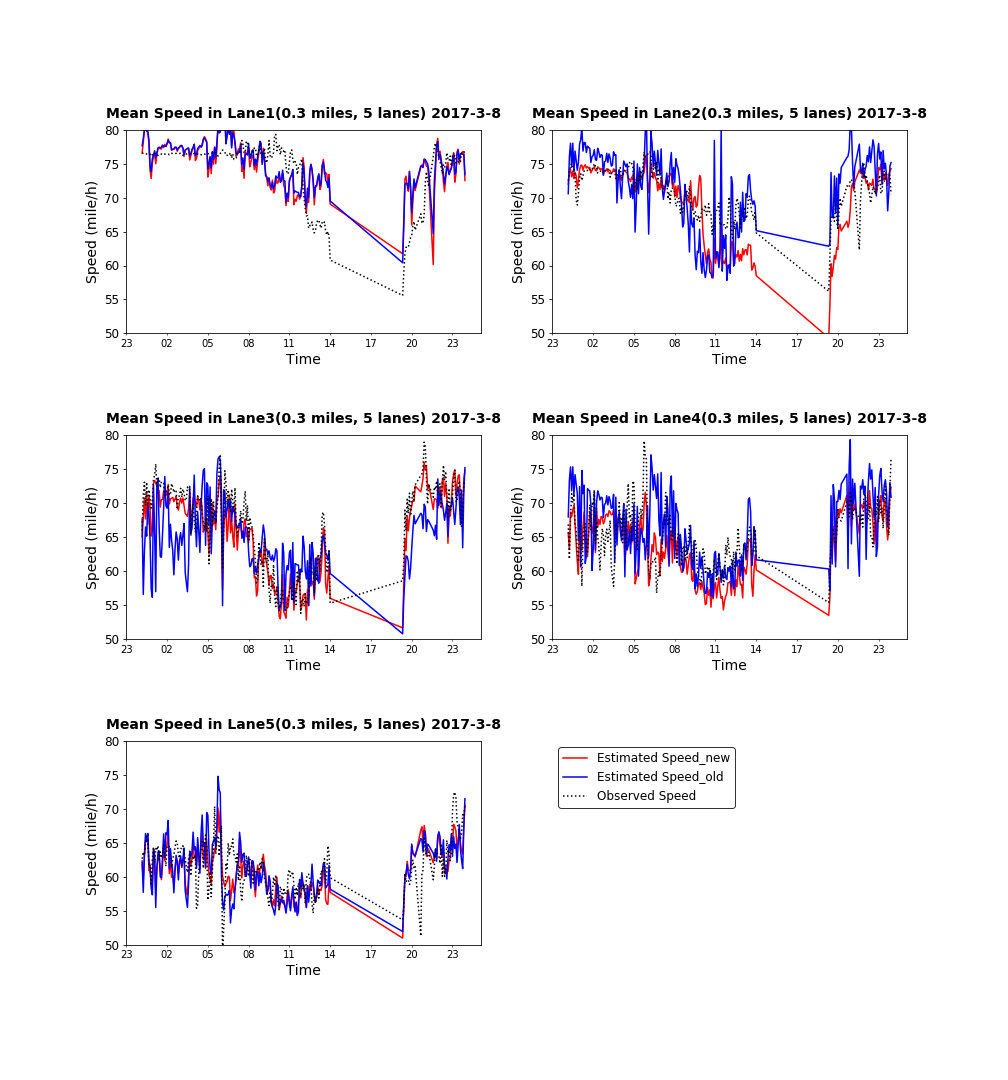 Mean Speed in Lane1(0.3 miles, 5 lanes) 2017-3-8
80
75
70
65
60
55
50
Speed (mile/h)
23 02 05 08 11 14 17 20 23
Time
Mean Speed in Lane2(0.3 miles, 5 lanes) 2017-3-8
80
75
70
65
60
55
50
Speed (mile/h)
23 02 05 08 11 14 17 20 23
Time
Mean Speed in Lane3(0.3 miles, 5 lanes) 2017-3-8
80
75
70
65
60
55
50
Speed (mile/h)
23 02 05 08 11 14 17 20 23
Time
Mean Speed in Lane4(0.3 miles, 5 lanes) 2017-3-8
80
75
70
65
60
55
50
Speed (mile/h)
23 02 05 08 11 14 17 20 23
Time
Mean Speed in Lane5(0.3 miles, 5 lanes) 2017-3-8
80
75
70
65
60
55
50
Speed (mile/h)
23 02 05 08 11 14 17 20 23
Time
Estimated Speed_new
Estimated Speed_old
Observed Speed